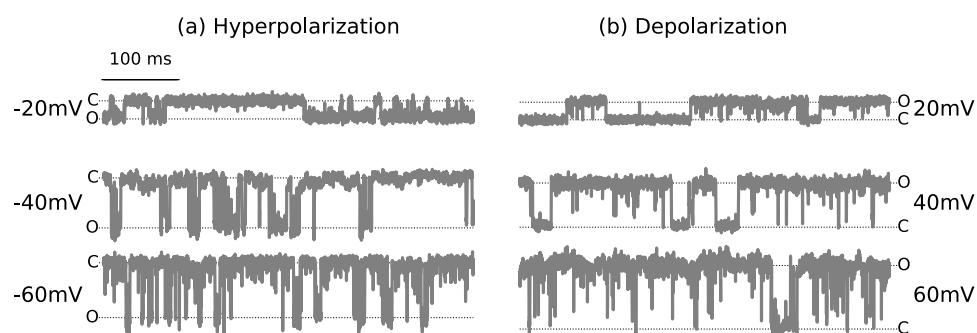 (a) Hyperpolarization
(b) Depolarization
100 ms
-20mV
C
O
O
C
20mV
-40mV
C
O
O
C
40mV
-60mV
C
O
O
C
60mV